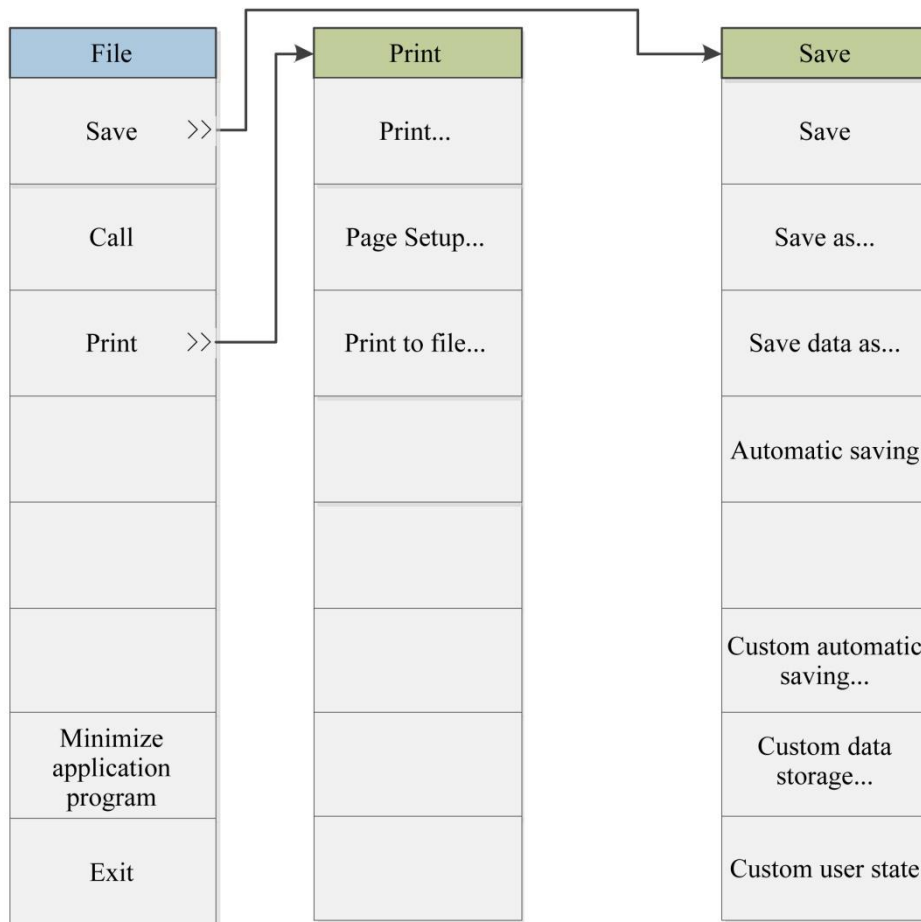 File
Save >>
Call
Print >>
Minimize
application
program
Exit
Print
Print...
Page Setup...
Print to file...
Save
Save
Save as...
Save data as...
Automatic saving
Custom automatic
saving...
Custom data
storage...
Custom user state